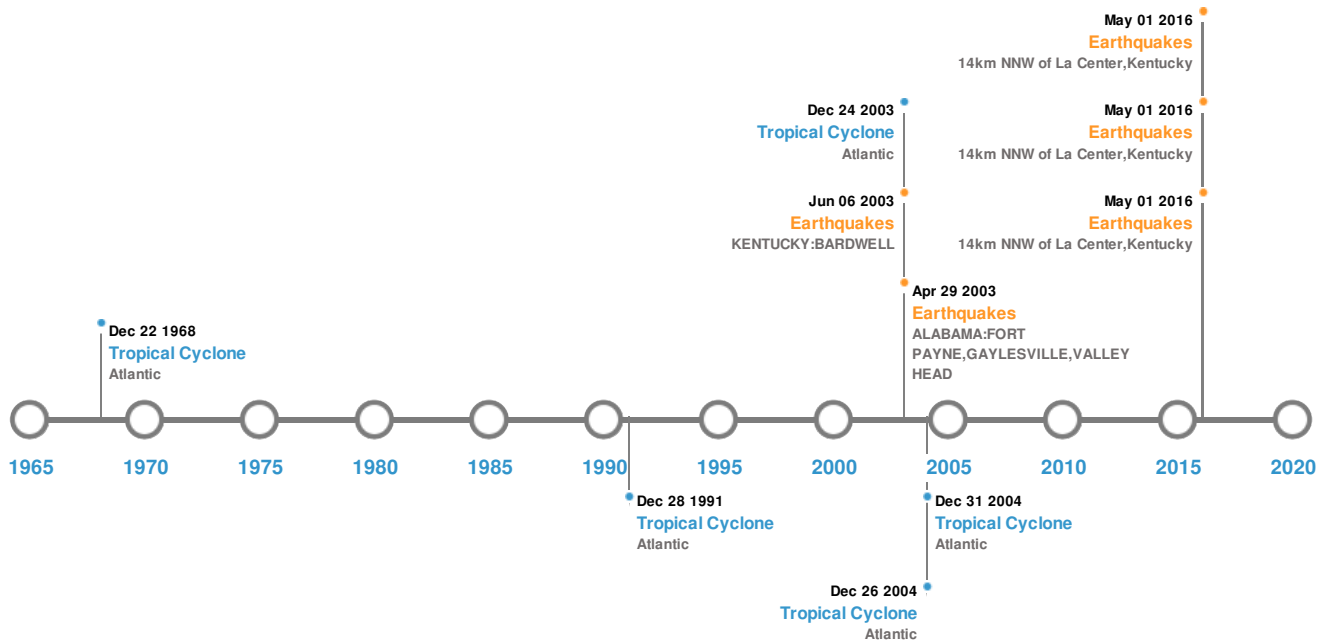 May 01 2016
Earthquakes
14km NNW of La Center,Kentucky
Dec 24 2003
Tropical Cyclone
Atlantic
May 01 2016
Earthquakes
14km NNW of La Center,Kentucky
Jun 06 2003
Earthquakes
KENTUCKY:BARDWELL
May 01 2016
Earthquakes
14km NNW of La Center,Kentucky
Apr 29 2003
Earthquakes
ALABAMA:FORT
PAYNE,GAYLESVILLE,VALLEY
HEAD
Dec 22 1968
Tropical Cyclone
Atlantic
1965 1970 1975 1980 1985 1990 1995 2000 2005 2010 2015 2020
Dec 28 1991
Tropical Cyclone
Atlantic
Dec 31 2004
Tropical Cyclone
Atlantic
Dec 26 2004
Tropical Cyclone
Atlantic